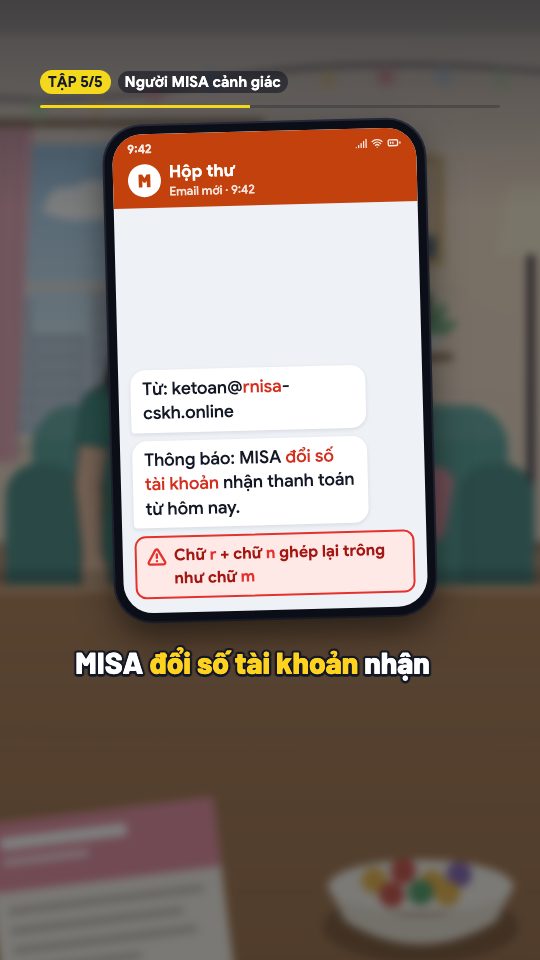 TẬP 5/5 Người MISA cảnh giác
9:42
M
Hộp thư
Email mới · 9:42
Từ: ketoan@rnisa-
cskh.online
Thông báo: MISA đổi số
tài khoản nhận thanh toán
từ hôm nay.
Chữ r + chữ n ghép lại trông
như chữ m
MISA đổi số tài khoản nhận